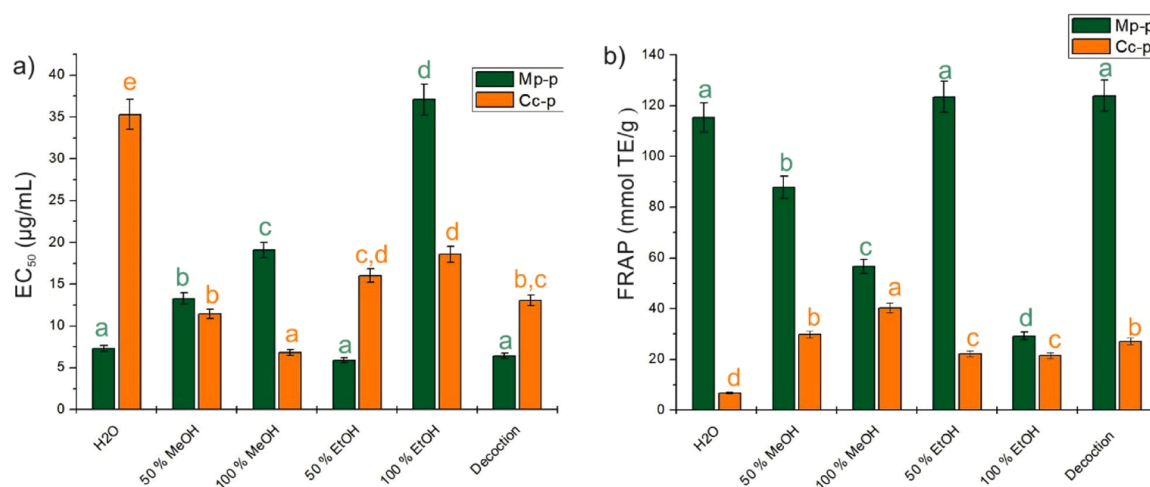 a)
EC50 (µg/mL)
40
35
30
25
20
15
10
5
0
Mp-p
Cc-p
a
e
b
b
c
a
a
c,d
d
d
a
b,c
H2O
50 % MeOH
100 % MeOH
50 % EtOH
100 % EtOH
Decoction
b)
FRAP (mmol TE/g)
140
120
100
80
60
40
20
0
Mp-p
Cc-p
a
d
b
b
c
a
a
c
d
c
a
b
H2O
50 % MeOH
100 % MeOH
50 % EtOH
100 % EtOH
Decoction